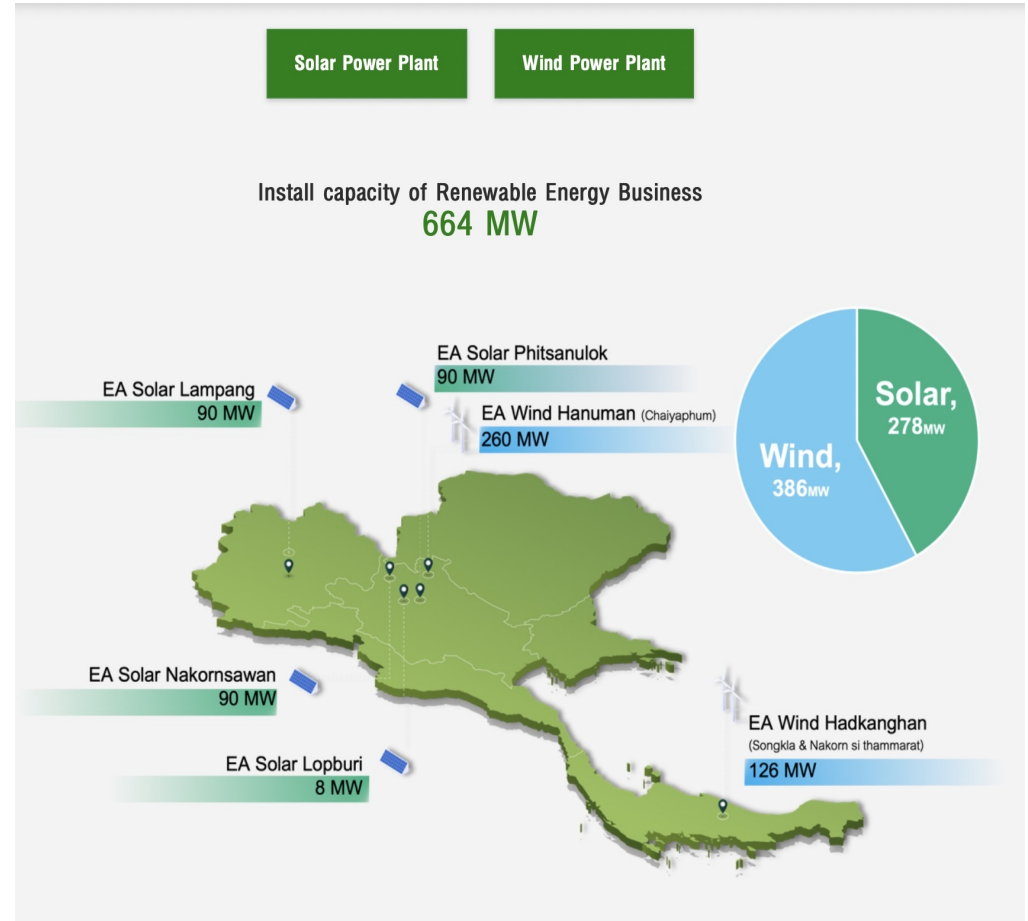 Solar Power Plant
Wind Power Plant
Install capacity of Renewable Energy Business
664 MW
EA Solar Phitsanulok
90 MW
EA Solar Lampang
90 MW
EA Wind Hanuman (Chaiyaphum)
260 MW
Solar,
278MW
Wind,
386MW
EA Solar Nakornsawan
90 MW
EA Wind Hadkanghan
(Songkla & Nakorn si thammarat)
126 MW
EA Solar Lopburi
8 MW